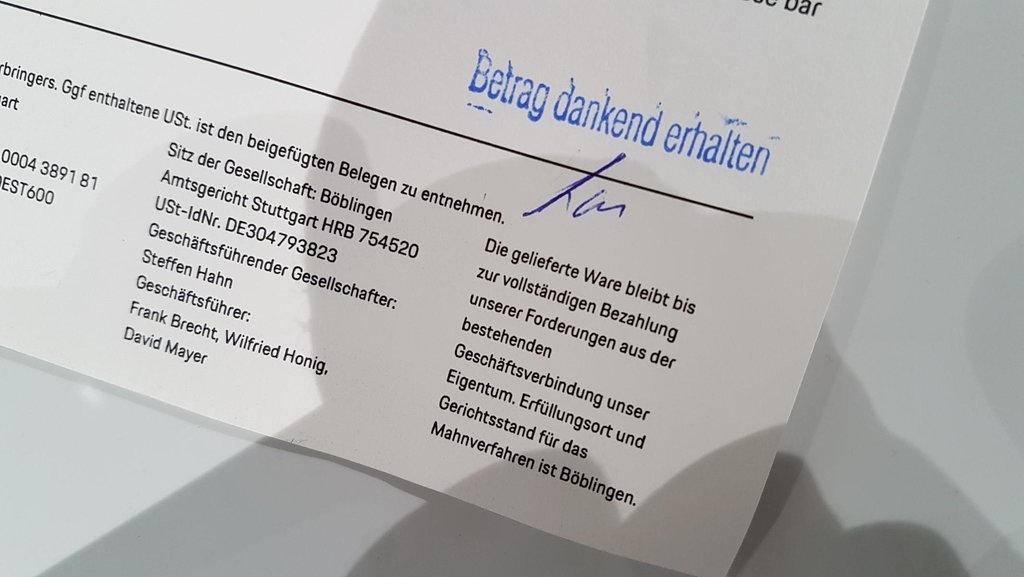 bar
Betrag dankend erhalten
rbringers. Ggf enthaltene USt. ist den beigefügten Belegen zu entnehmen.
art
0004 3891 81
EST600
Sitz der Gesellschaft: Böblingen
Amtsgericht Stuttgart HRB 754520
USt-IdNr. DE304793823
Geschäftsführender Gesellschafter:
Steffen Hahn
Geschäftsführer:
Frank Brecht, Wilfried Honig,
David Mayer
Die gelieferte Ware bleibt bis
zur vollständigen Bezahlung
unserer Forderungen aus der
bestehenden
Geschäftsverbindung unser
Eigentum. Erfüllungsort und
Gerichtsstand für das
Mahnverfahren ist Böblingen.